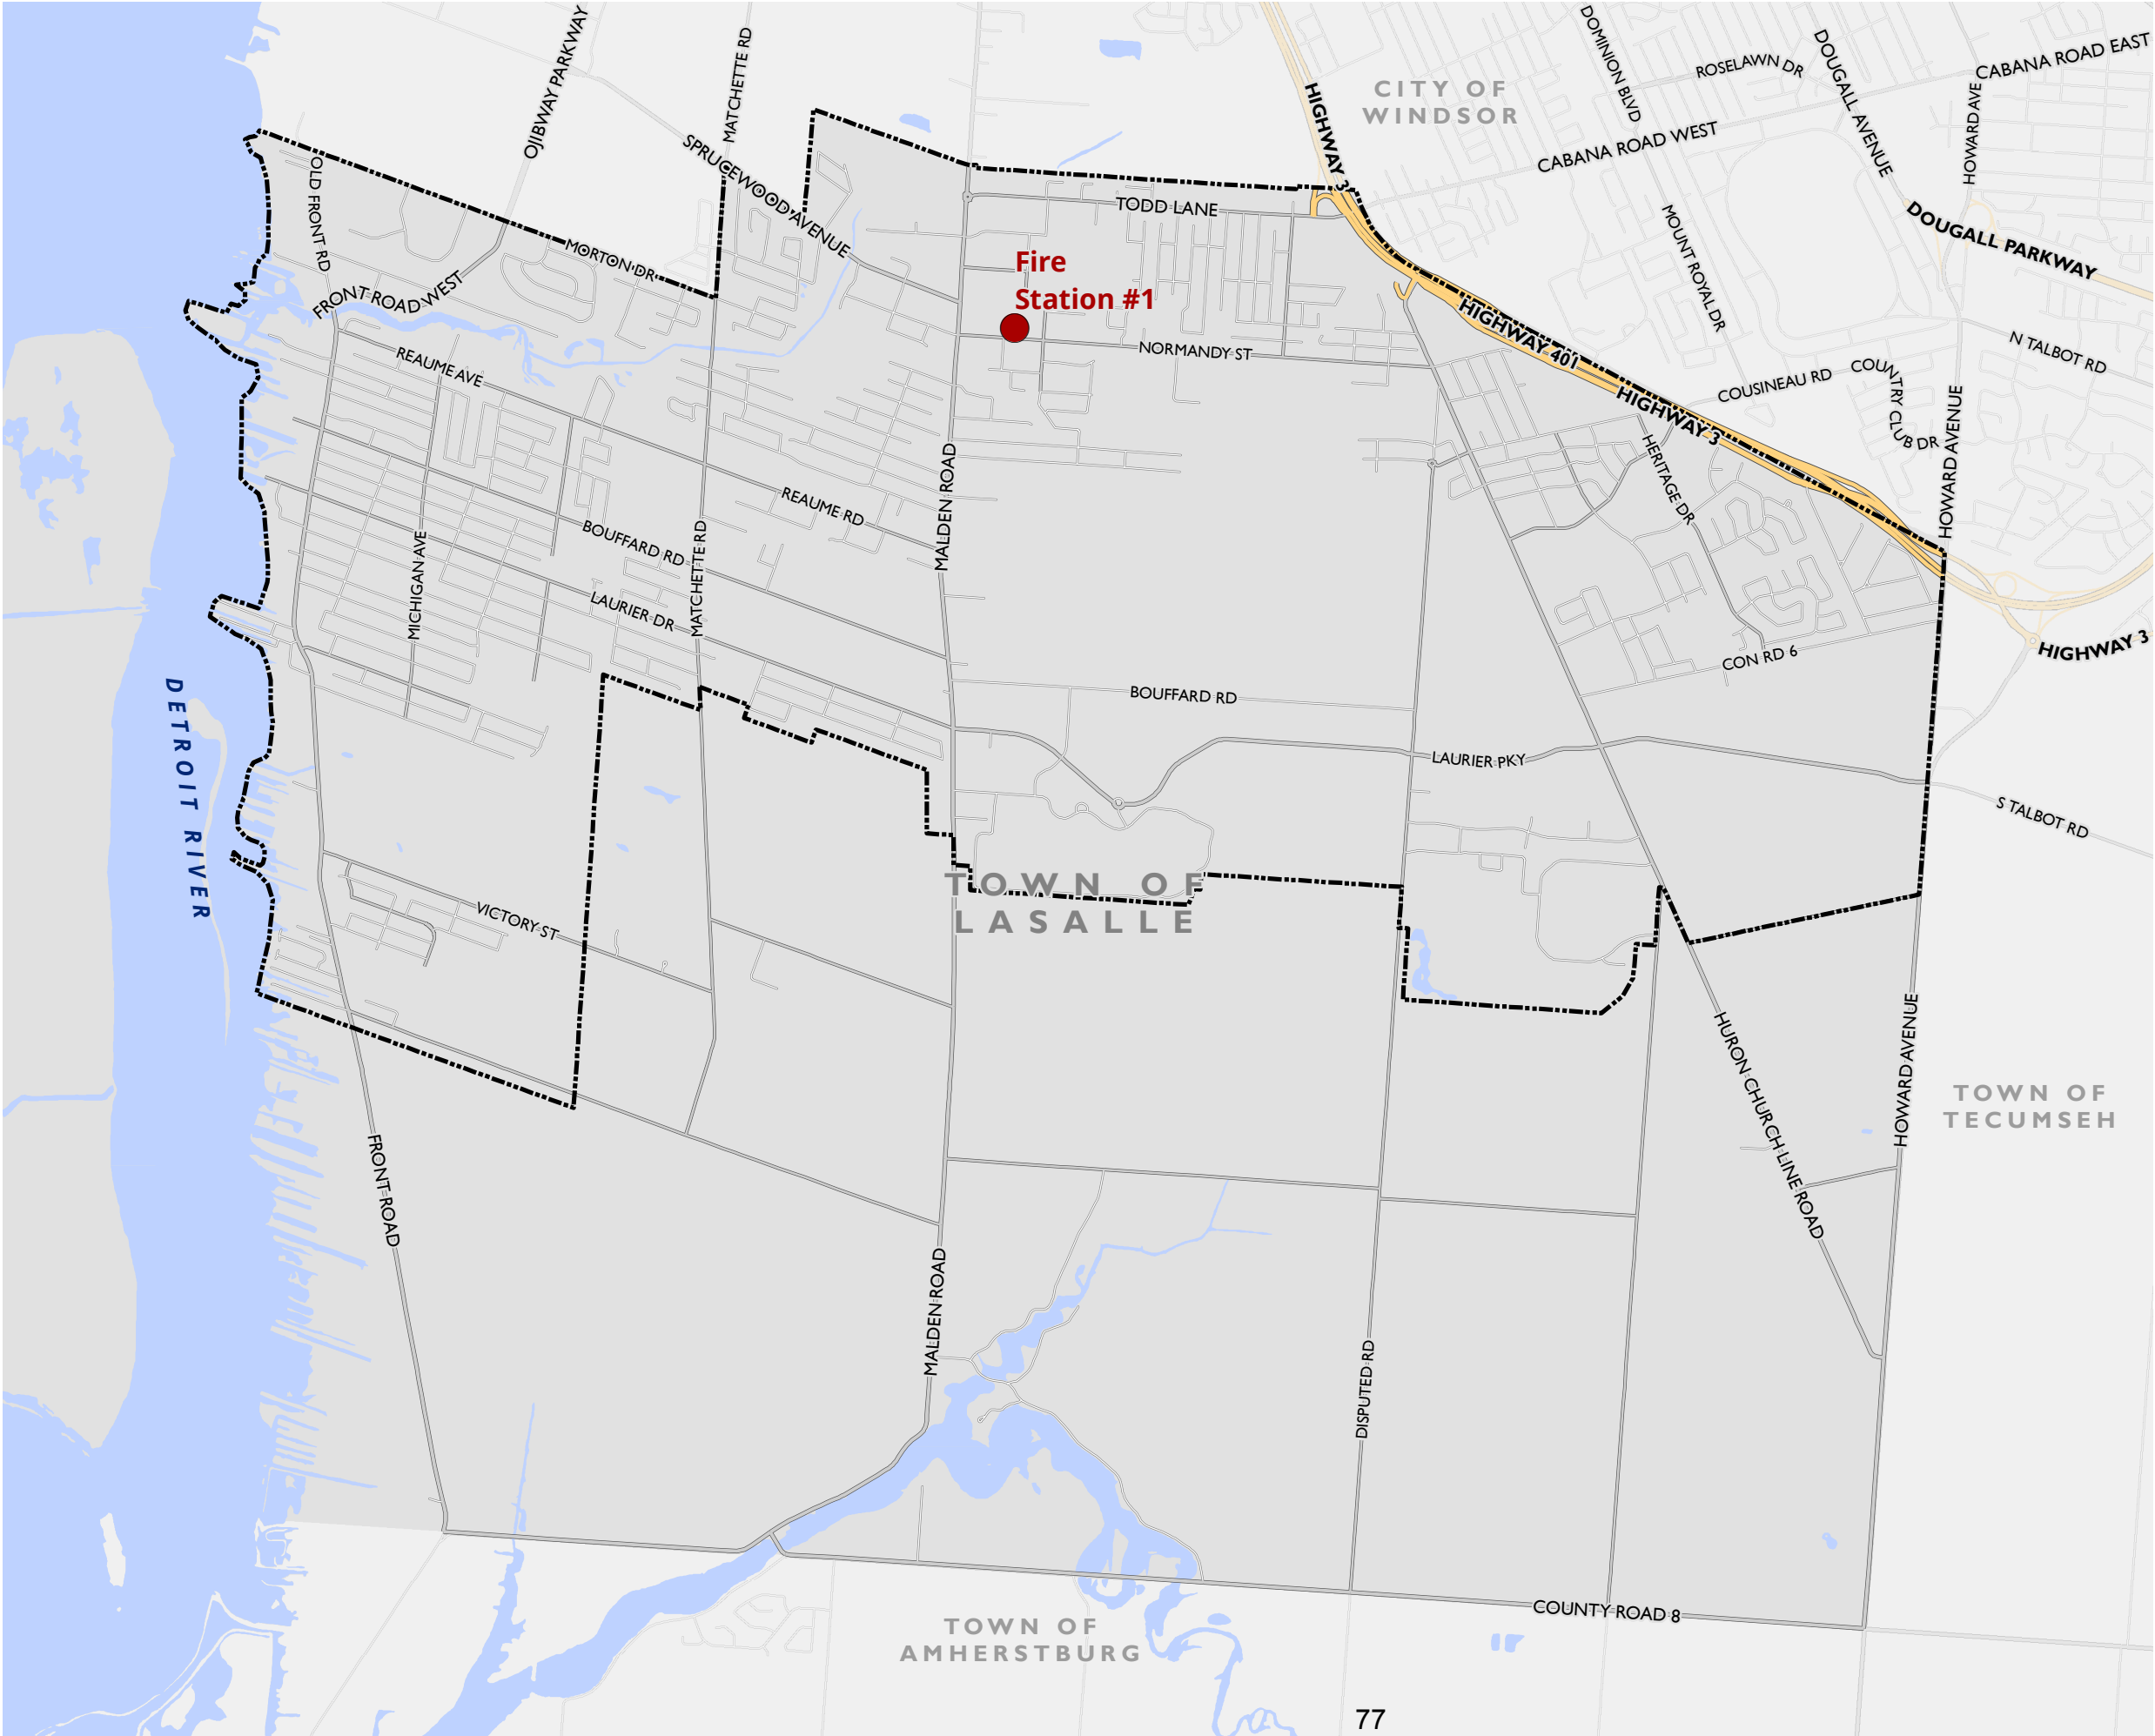 OJIBWAY PARKWAY
MATCHETTE RD
SPRUCEWOOD AVENUE
OLD FRONT RD
FRONT ROAD WEST
MORTON DR
TODD LANE
HIGHWAY 3
CITY OF
WINDSOR
DOMINION BLVD
ROSELAWN DR
DOUGALL AVENUE
CABANA ROAD EAST
CABANA ROAD WEST
HOWARD AVE
DOUGALL PARKWAY
MOUNT ROYAL DR
N TALBOT RD
Fire
Station #1
NORMANDY ST
HIGHWAY 401
HIGHWAY 3
COUSINEAU RD
COUNTRY CLUB DR
HOWARD AVENUE
HERITAGE DR
REAUME AVE
REAUME RD
MALDEN ROAD
BOUFFARD RD
MATCHETTE RD
MICHIGAN AVE
LAURIER DR
CON RD 6
HIGHWAY 3
BOUFFARD RD
LAURIER PKY
S TALBOT RD
DETROIT RIVER
VICTORY ST
TOWN OF
LASALLE
HURON CHURCH LINE ROAD
HOWARD AVENUE
TOWN OF
TECUMSEH
FRONT ROAD
MALDEN ROAD
DISPUTED RD
COUNTY ROAD 8
TOWN OF
AMHERSTBURG
77